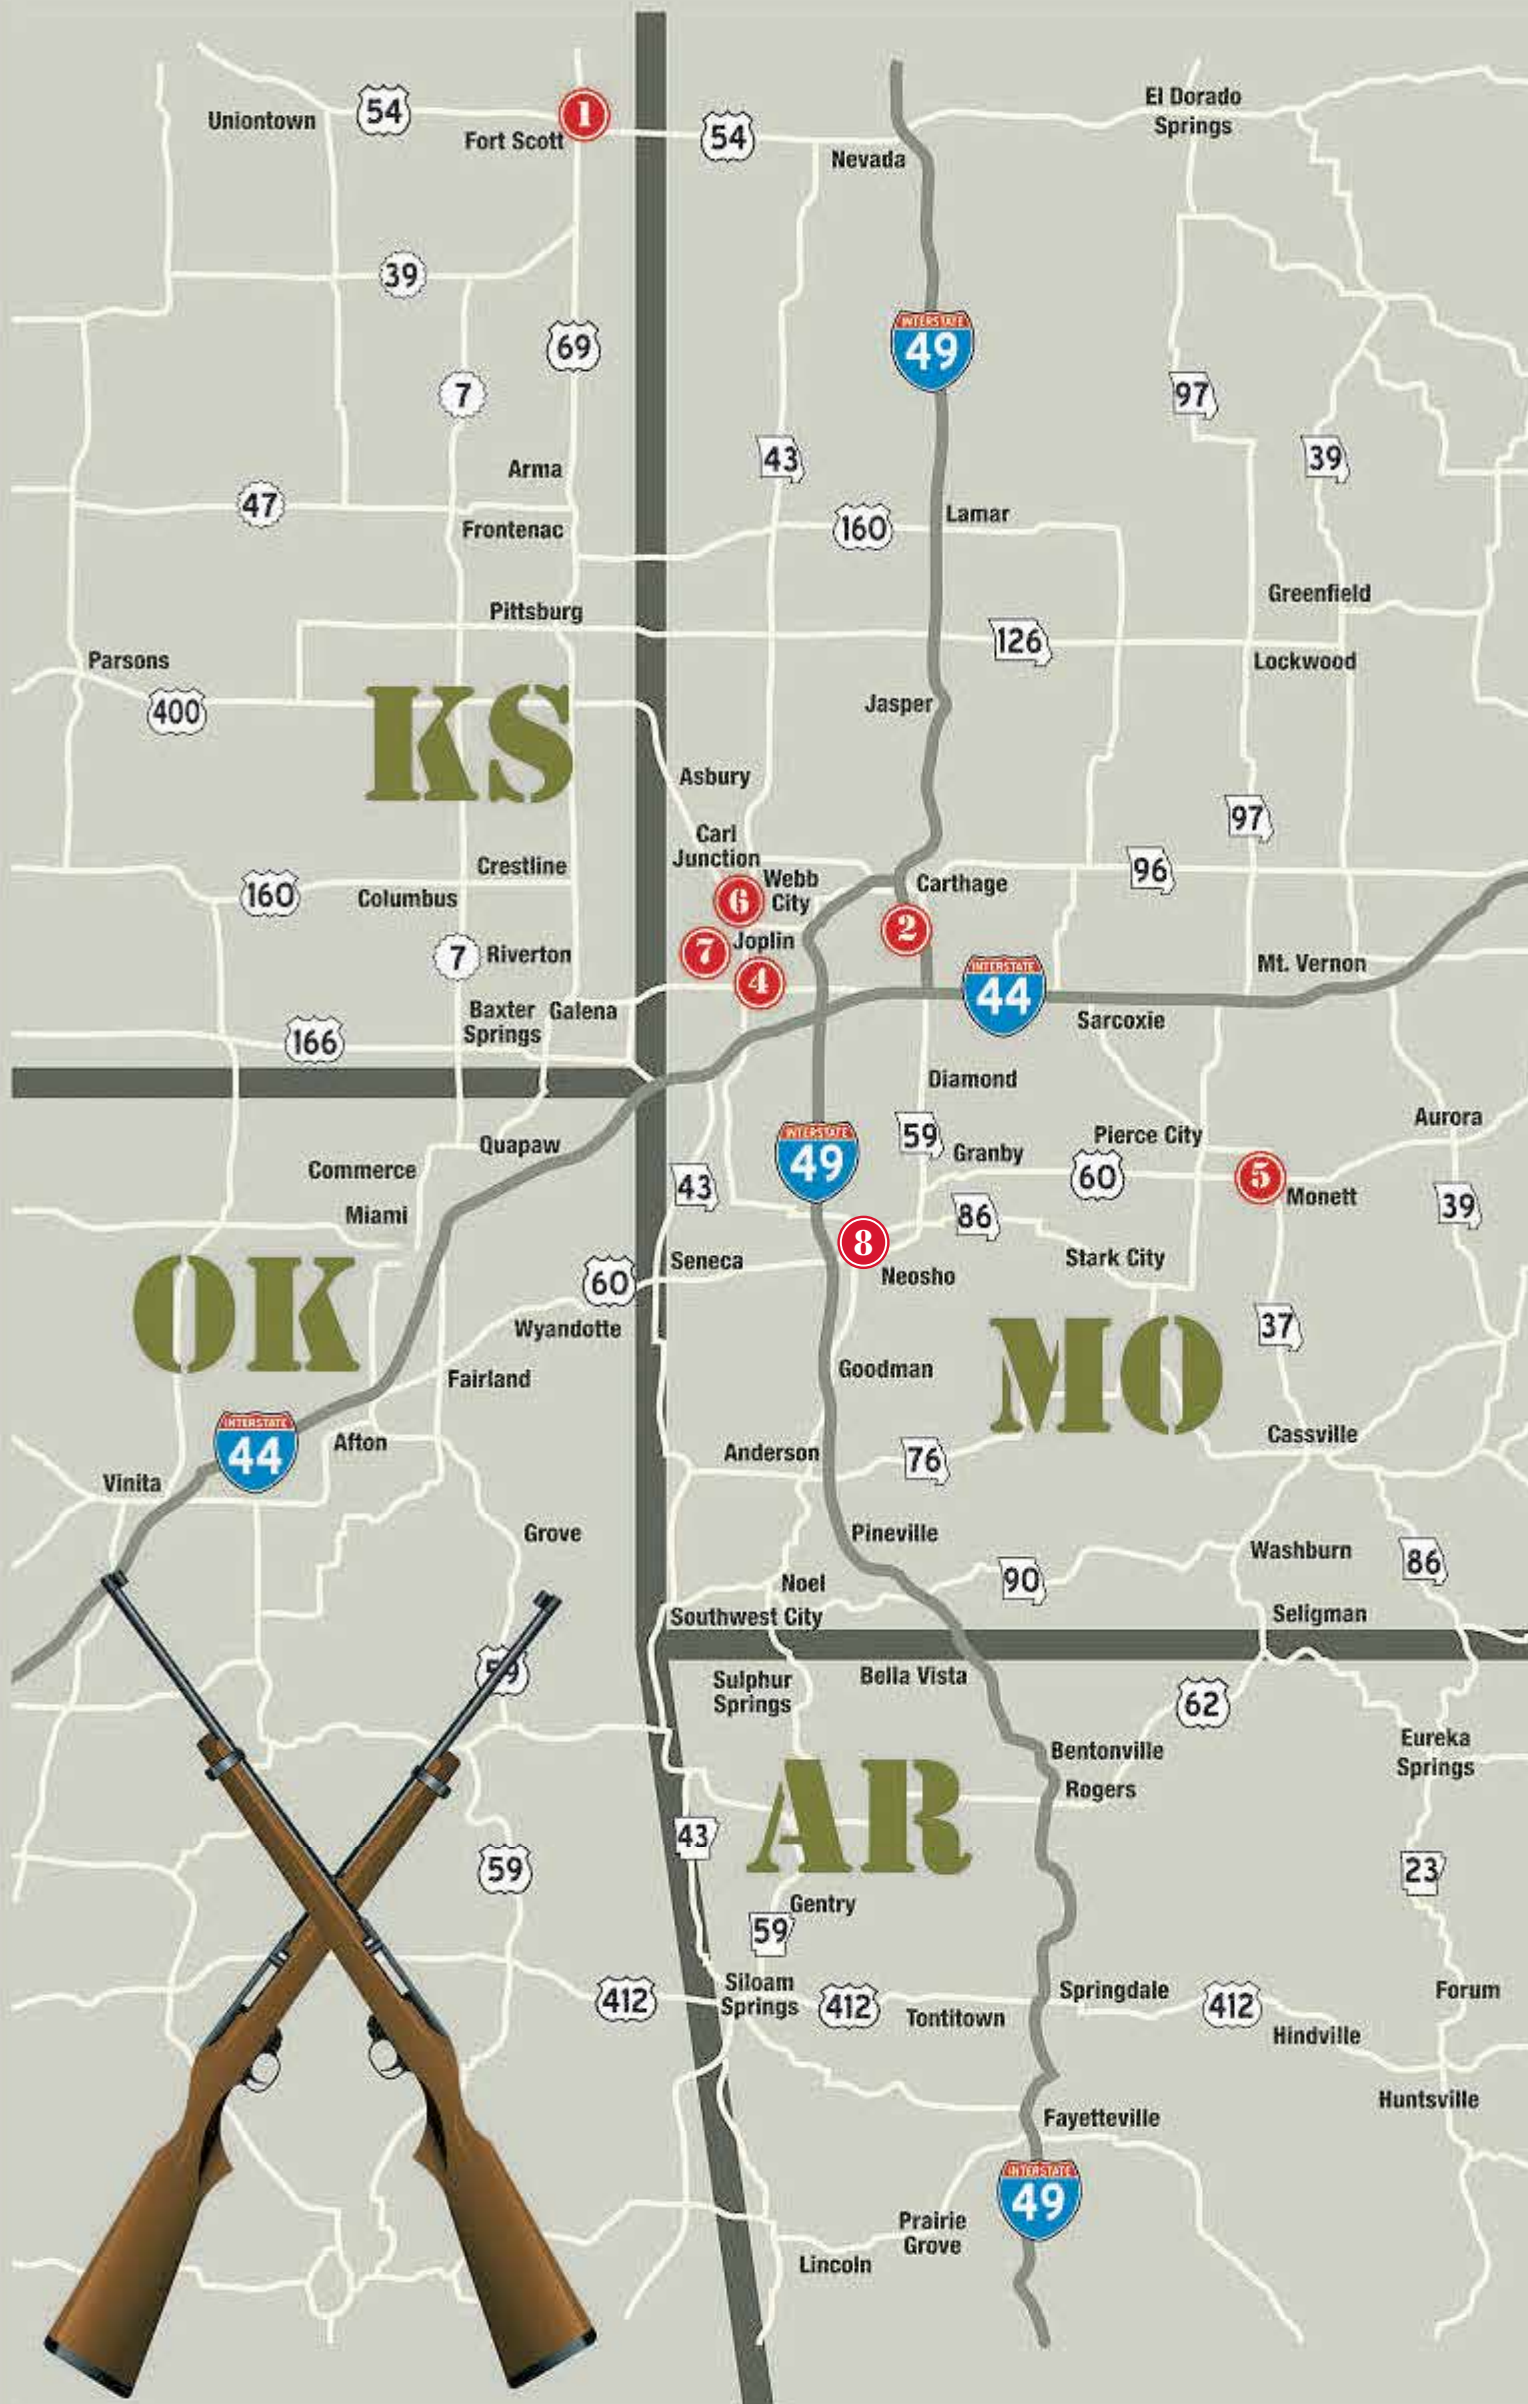 El Dorado
Springs
Uniontown
54
1
Fort Scott
54
Nevada
39
69
INTERSTATE
49
7
97
43
39
Arma
47
Frontenac
160
Lamar
Greenfield
Pittsburg
126
Parsons
Lockwood
400
KS
Jasper
Asbury
97
Carl
Junction
Crestline
96
160
Columbus
6
Webb
City
Carthage
2
7
Riverton
7
Joplin
4
Mt. Vernon
INTERSTATE
44
Baxter
Springs
Galena
Sarcoxie
166
Diamond
Aurora
Quapaw
INTERSTATE
49
59
Pierce City
Granby
Commerce
43
60
5
Monett
39
Miami
86
8
Seneca
Stark City
Neosho
OK
60
Wyandotte
MO
37
Goodman
Fairland
INTERSTATE
44
Afton
Anderson
76
Cassville
Vinita
Grove
Pineville
Washburn
86
Noel
90
Southwest City
Seligman
59
Sulphur
Springs
Bella Vista
62
Bentonville
Eureka
Springs
Rogers
AR
43
59
23
Gentry
59
Siloam
Springs
412
412
Tontitown
Springdale
412
Forum
Hindville
Huntsville
Fayetteville
INTERSTATE
49
Prairie
Grove
Lincoln